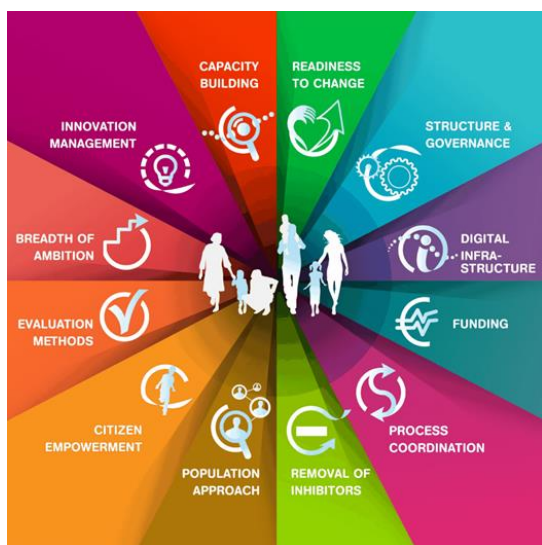 CAPACITY
BUILDING
READINESS
TO CHANGE
STRUCTURE &
GOVERNANCE
DIGITAL
INFRA-
STRUCTURE
FUNDING
PROCESS
COORDINATION
REMOVAL OF
INHIBITORS
POPULATION
APPROACH
CITIZEN
EMPOWERMENT
EVALUATION
METHODS
BREADTH OF
AMBITION
INNOVATION
MANAGEMENT